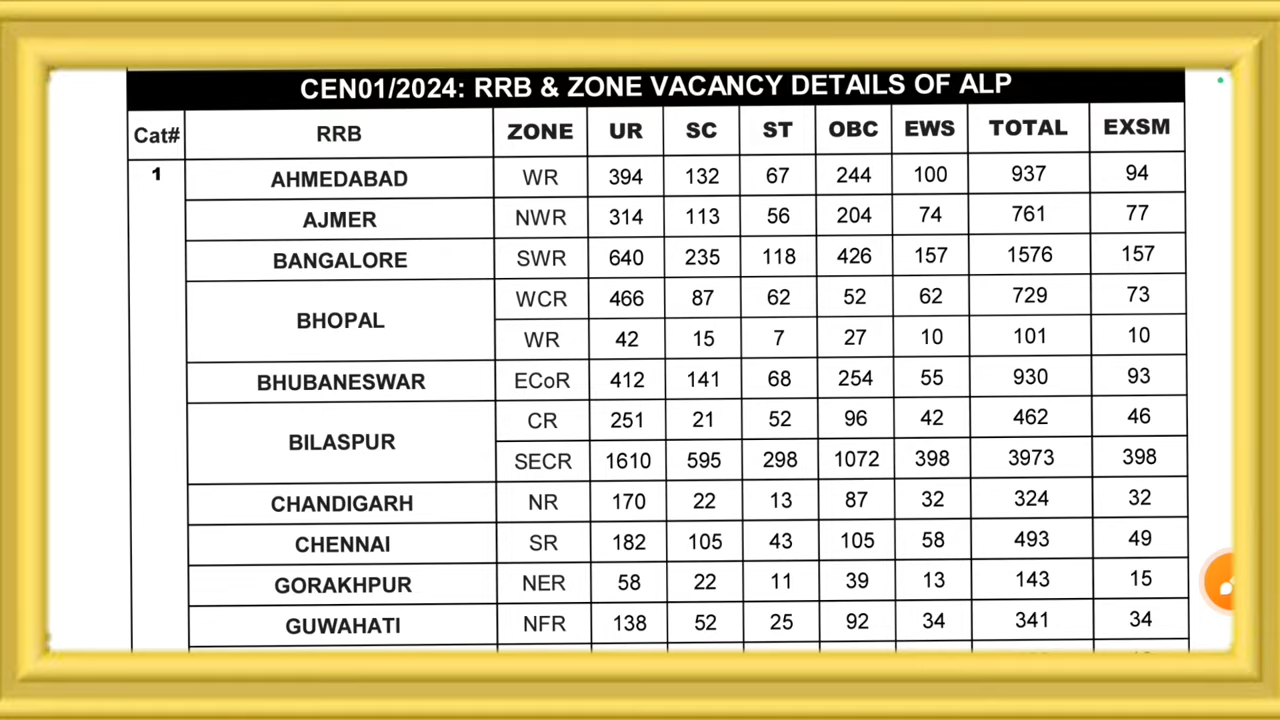 CEN01/2024: RRB & ZONE VACANCY DETAILS OF ALP
Cat# RRB ZONE UR SC ST OBC EWS TOTAL EXSM
1 AHMEDABAD WR 394 132 67 244 100 937 94
AJMER NWR 314 113 56 204 74 761 77
BANGALORE SWR 640 235 118 426 157 1576 157
BHOPAL WCR 466 87 62 52 62 729 73
WR 42 15 7 27 10 101 10
BHUBANESWAR ECoR 412 141 68 254 55 930 93
BILASPUR CR 251 21 52 96 42 462 46
SECR 1610 595 298 1072 398 3973 398
CHANDIGARH NR 170 22 13 87 32 324 32
CHENNAI SR 182 105 43 105 58 493 49
GORAKHPUR NER 58 22 11 39 13 143 15
GUWAHATI NFR 138 52 25 92 34 341 34